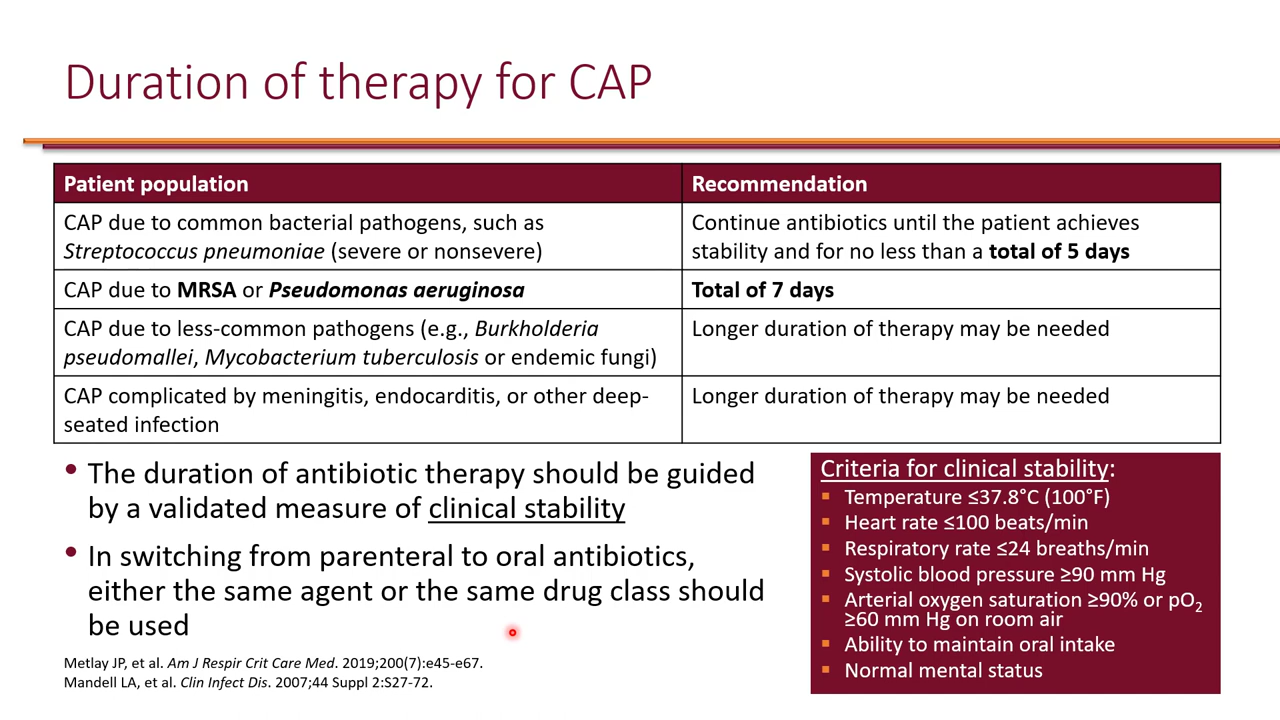 Duration of therapy for CAP
Patient population
Recommendation
CAP due to common bacterial pathogens, such as
Streptococcus pneumoniae (severe or nonsevere)
Continue antibiotics until the patient achieves
stability and for no less than a total of 5 days
CAP due to MRSA or Pseudomonas aeruginosa
Total of 7 days
CAP due to less-common pathogens (e.g., Burkholderia
pseudomallei, Mycobacterium tuberculosis or endemic fungi)
Longer duration of therapy may be needed
CAP complicated by meningitis, endocarditis, or other deep-
seated infection
Longer duration of therapy may be needed
• The duration of antibiotic therapy should be guided
by a validated measure of clinical stability
• In switching from parenteral to oral antibiotics,
either the same agent or the same drug class should
be used
Metlay JP, et al. Am J Respir Crit Care Med. 2019;200(7):e45-e67.
Mandell LA, et al. Clin Infect Dis. 2007;44 Suppl 2:S27-72.
Criteria for clinical stability:
▪ Temperature ≤37.8°C (100°F)
▪ Heart rate ≤100 beats/min
▪ Respiratory rate ≤24 breaths/min
▪ Systolic blood pressure ≥90 mm Hg
▪ Arterial oxygen saturation ≥90% or pO₂
≥60 mm Hg on room air
▪ Ability to maintain oral intake
▪ Normal mental status